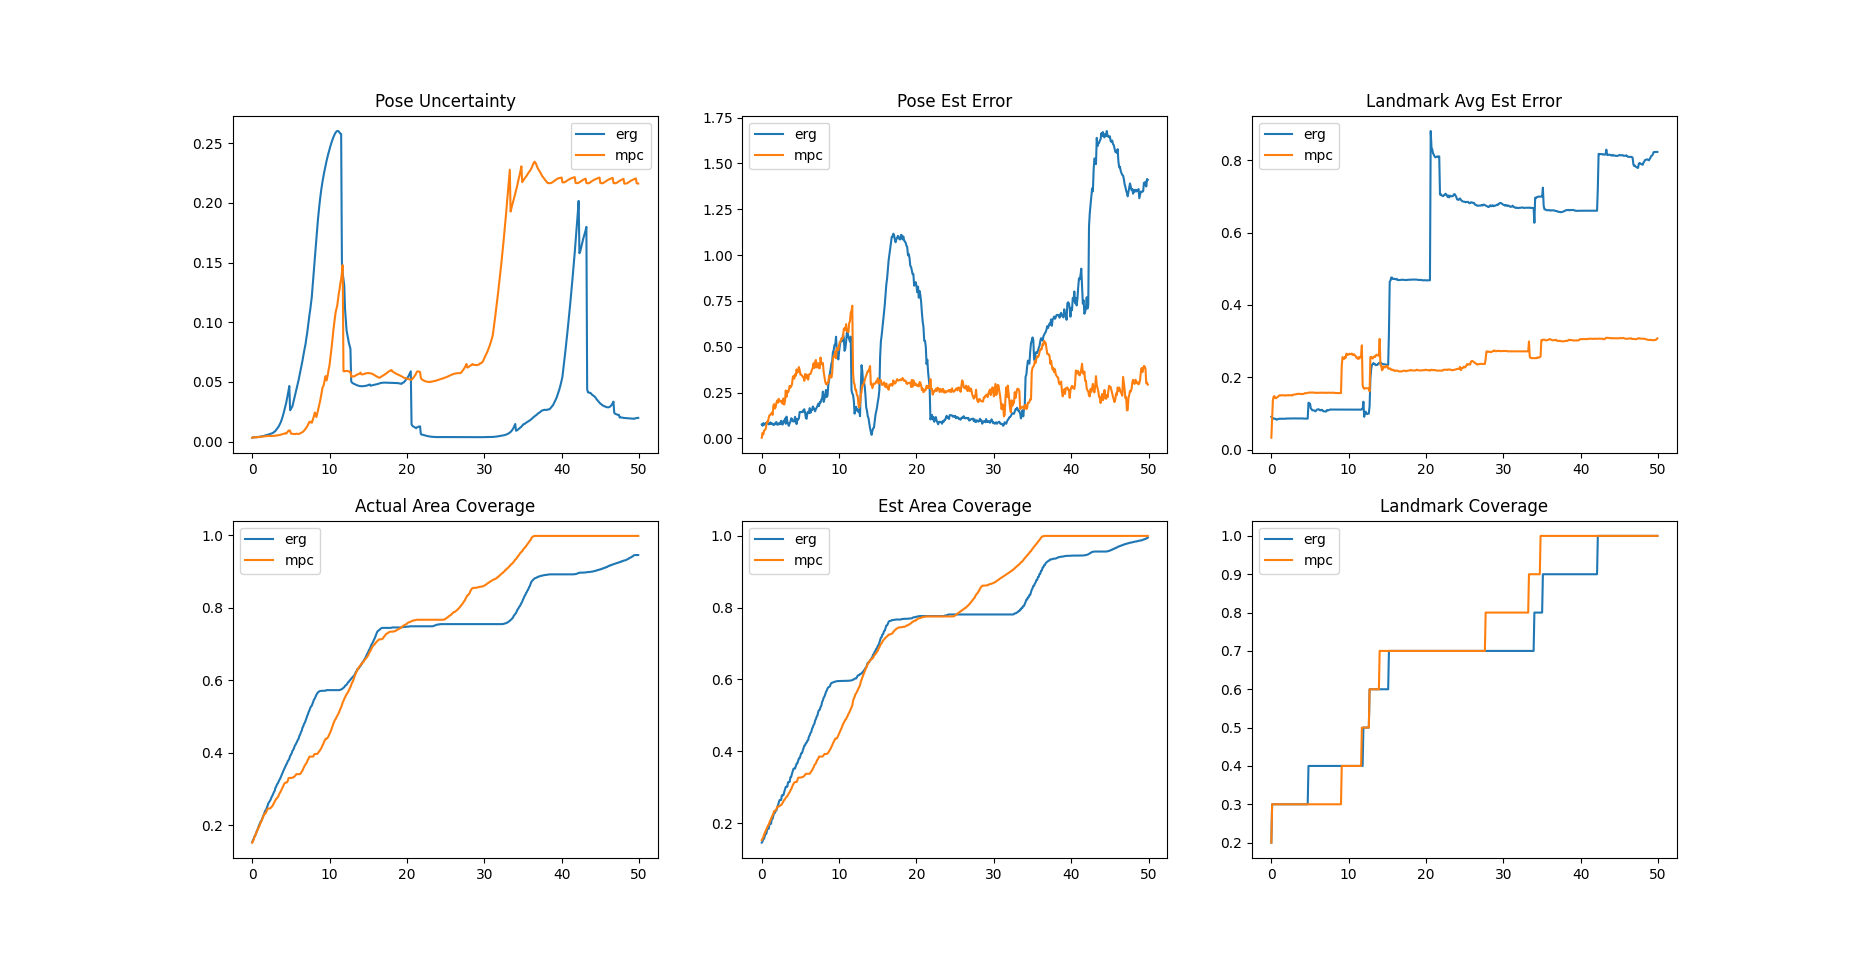 Pose Uncertainty
erg
mpc
0.25
0.20
0.15
0.10
0.05
0.00
0 10 20 30 40 50
Pose Est Error
erg
mpc
1.75
1.50
1.25
1.00
0.75
0.50
0.25
0.00
0 10 20 30 40 50
Landmark Avg Est Error
erg
mpc
0.8
0.6
0.4
0.2
0.0
0 10 20 30 40 50
Actual Area Coverage
erg
mpc
1.0
0.8
0.6
0.4
0.2
0 10 20 30 40 50
Est Area Coverage
erg
mpc
1.0
0.8
0.6
0.4
0.2
0 10 20 30 40 50
Landmark Coverage
erg
mpc
1.0
0.9
0.8
0.7
0.6
0.5
0.4
0.3
0.2
0 10 20 30 40 50